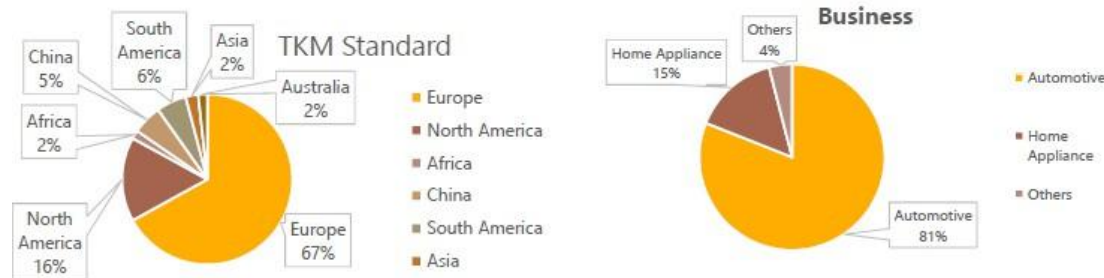 TKM Standard
South
America
6%
Asia
2%
China
5%
Australia
2%
Africa
2%
North
America
16%
Europe
67%
Europe
North America
Africa
China
South America
Asia
Business
Others
4%
Home Appliance
15%
Automotive
81%
Automotive
Home
Appliance
Others